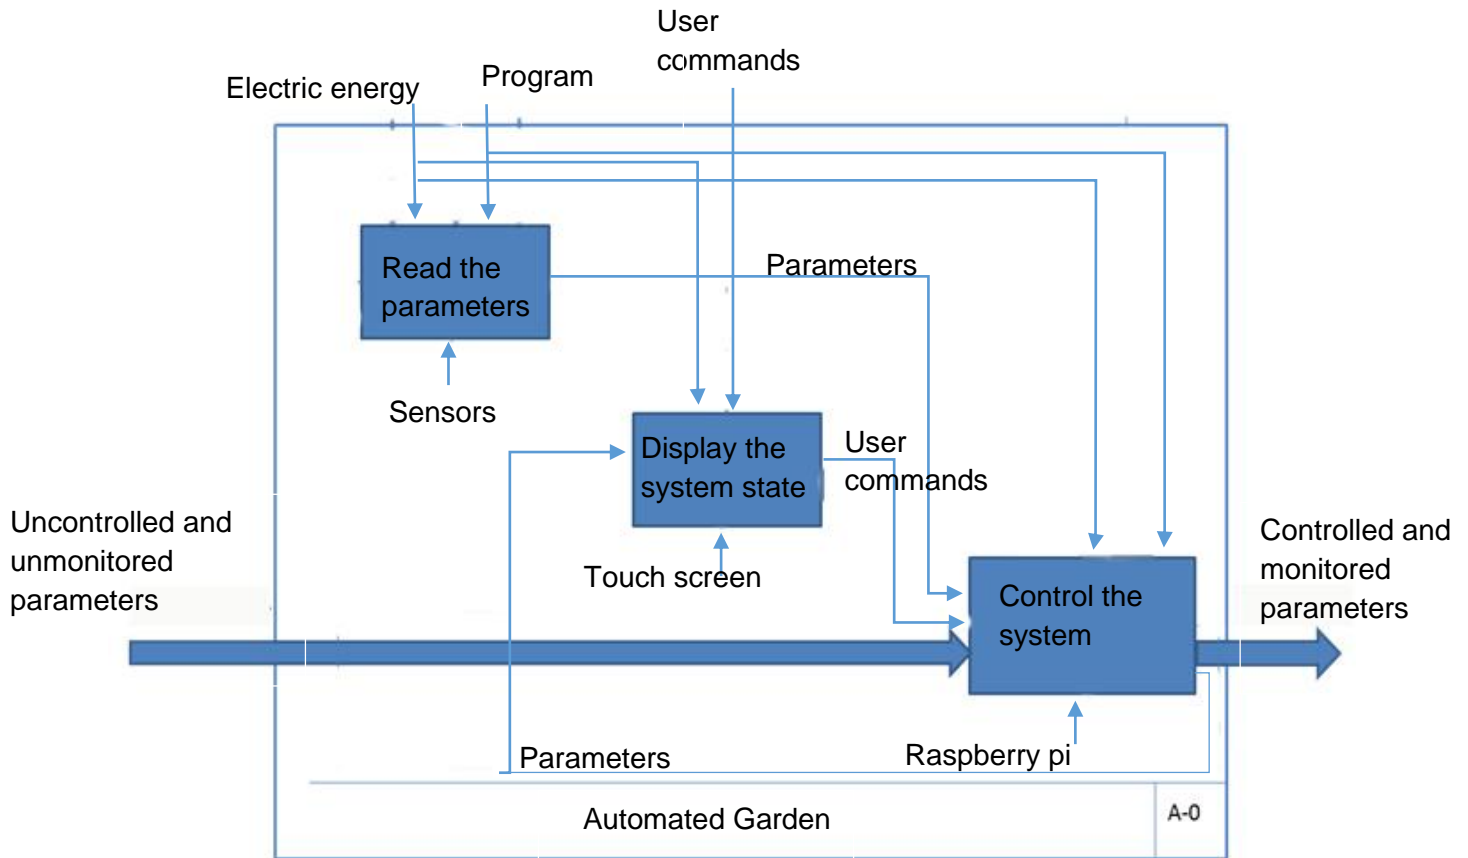 User
commands
Electric energy
Program
Read the
parameters
Parameters
Sensors
Display the
system state
User
commands
Touch screen
Uncontrolled and
unmonitored
parameters
Control the
system
Controlled and
monitored
parameters
Parameters
Raspberry pi
Automated Garden
A-0